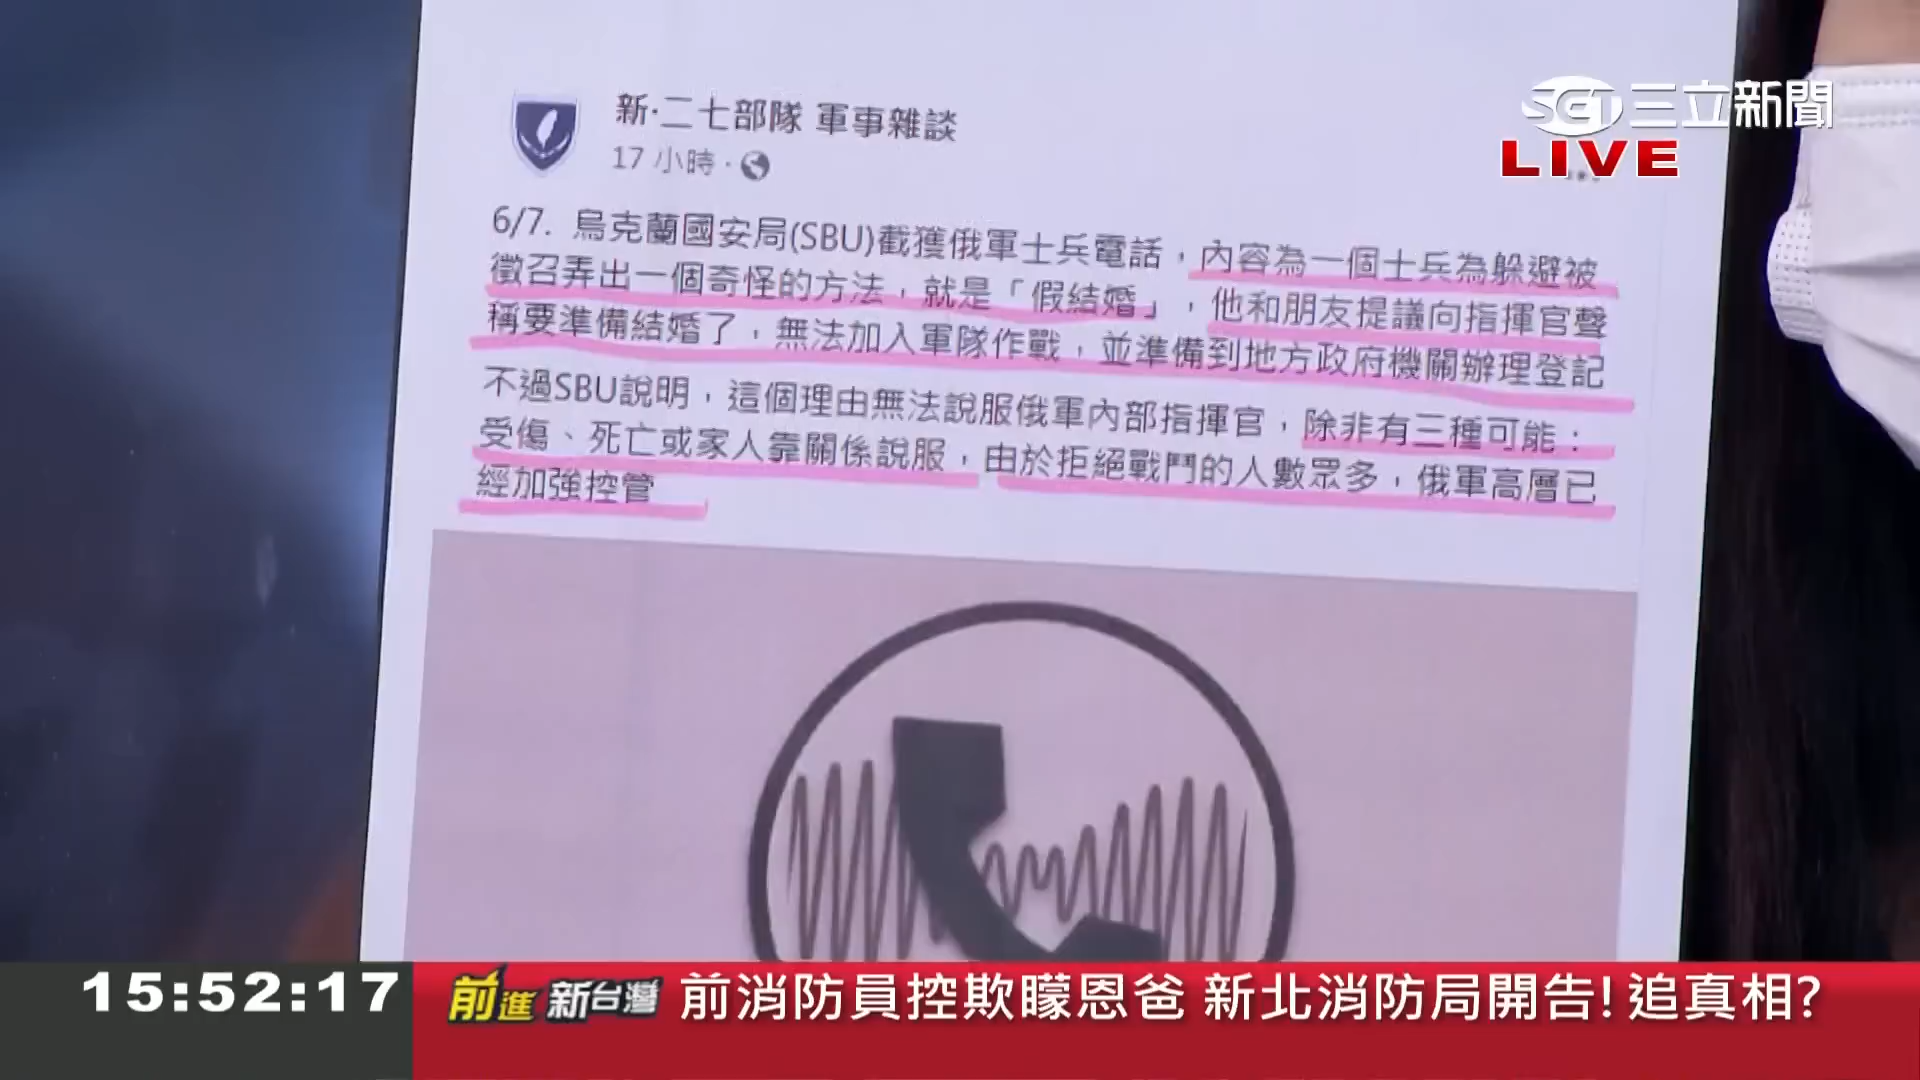 新·二七部隊 軍事雜談
17 小時 ·
SET三立新聞
LIVE
6/7. 烏克蘭國安局(SBU)截獲俄軍士兵電話，內容為一個士兵為躲避被
徵召弄出一個奇怪的方法，就是「假結婚」，他和朋友提議向指揮官聲
稱要準備結婚了，無法加入軍隊作戰，並準備到地方政府機關辦理登記
不過SBU說明，這個理由無法說服俄軍內部指揮官，除非有三種可能：
受傷、死亡或家人靠關係說服，由於拒絕戰鬥的人數眾多，俄軍高層已
經加強控管
15:52:17
前進新台灣
前消防員控欺矇恩爸 新北消防局開告! 追真相?